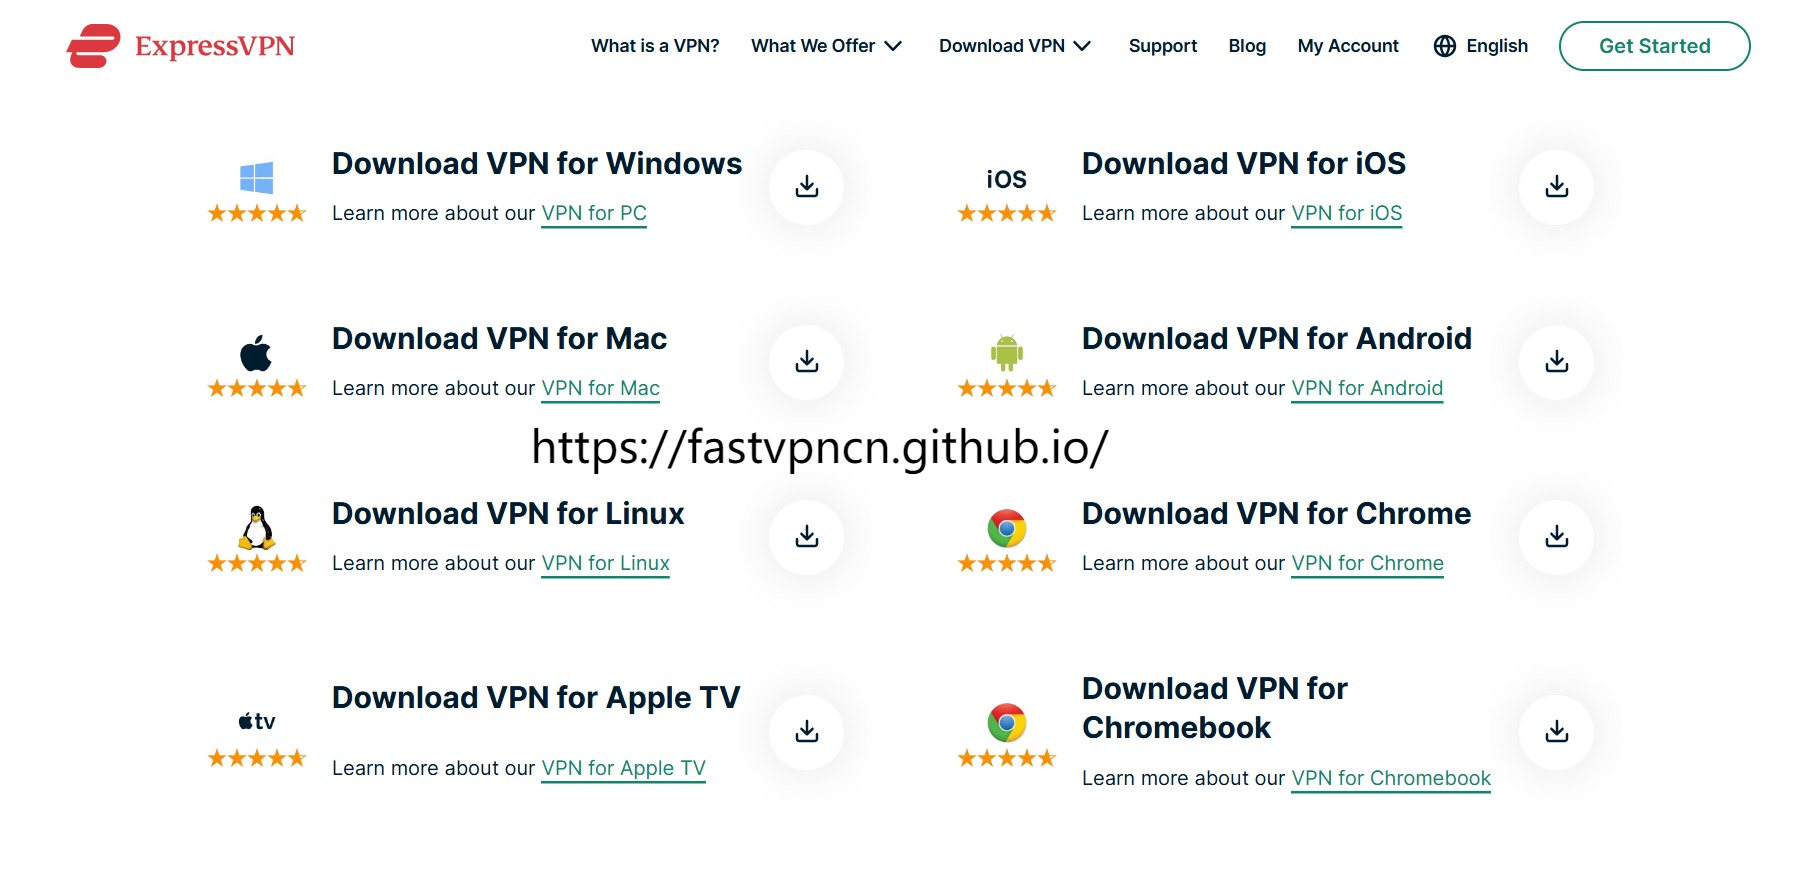 ExpressVPN What is a VPN? What We Offer Download VPN Support Blog My Account English Get Started
Download VPN for Windows
Learn more about our VPN for PC
iOS
Download VPN for iOS
Learn more about our VPN for iOS
Download VPN for Mac
Learn more about our VPN for Mac
Download VPN for Android
Learn more about our VPN for Android
https://fastvpncn.github.io/
Download VPN for Linux
Learn more about our VPN for Linux
Download VPN for Chrome
Learn more about our VPN for Chrome
tv
Download VPN for Apple TV
Learn more about our VPN for Apple TV
Download VPN for
Chromebook
Learn more about our VPN for Chromebook